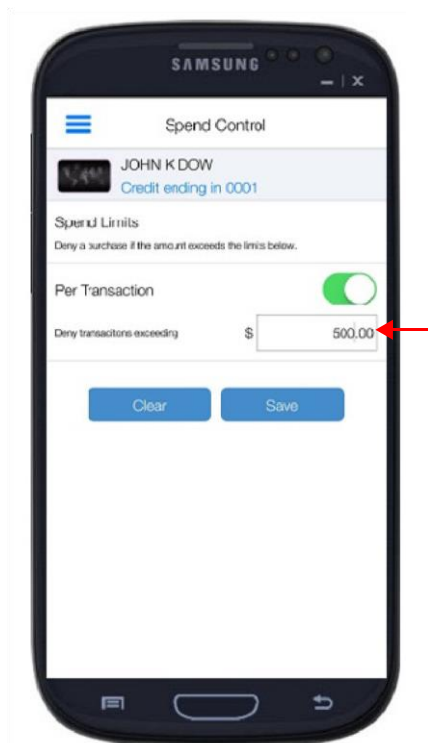 SAMSUNG
– | x
Spend Control
JOHN K DOW
Credit ending in 0001
Spend Limits
Deny a purchase if the amount exceeds the limits below.
Per Transaction
Deny transacitons exceeding $ 500.00
Clear Save